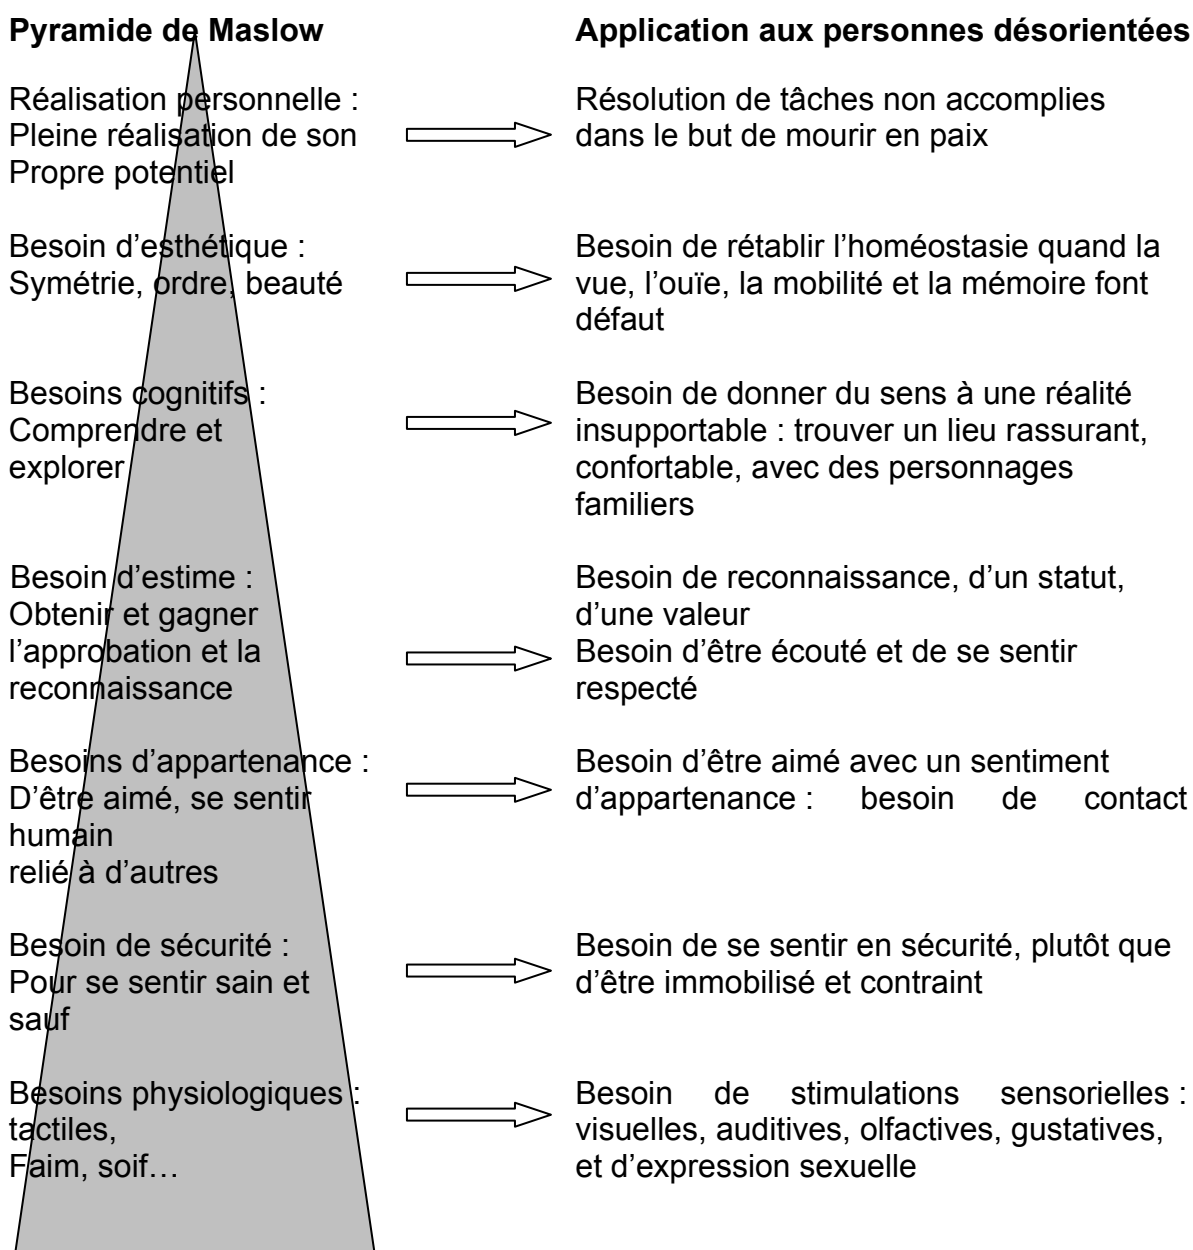 Pyramide de Maslow
Application aux personnes désorientées
Réalisation personnelle :
Pleine réalisation de son
Propre potentiel
Résolution de tâches non accomplies
dans le but de mourir en paix
Besoin d’esthétique :
Symétrie, ordre, beauté
Besoin de rétablir l’homéostasie quand la
vue, l’ouïe, la mobilité et la mémoire font
défaut
Besoins cognitifs :
Comprendre et
explorer
Besoin de donner du sens à une réalité
insupportable : trouver un lieu rassurant,
confortable, avec des personnages
familiers
Besoin d’estime :
Obtenir et gagner
l’approbation et la
reconnaissance
Besoin de reconnaissance, d’un statut,
d’une valeur
Besoin d’être écouté et de se sentir
respecté
Besoins d’appartenance :
D’être aimé, se sentir
humain
relié à d’autres
Besoin d’être aimé avec un sentiment
d’appartenance : besoin de contact
Besoin de sécurité :
Pour se sentir sain et
sauf
Besoin de se sentir en sécurité, plutôt que
d’être immobilisé et contraint
Besoins physiologiques :
tactiles,
Faim, soif…
Besoin de stimulations sensorielles :
visuelles, auditives, olfactives, gustatives,
et d’expression sexuelle